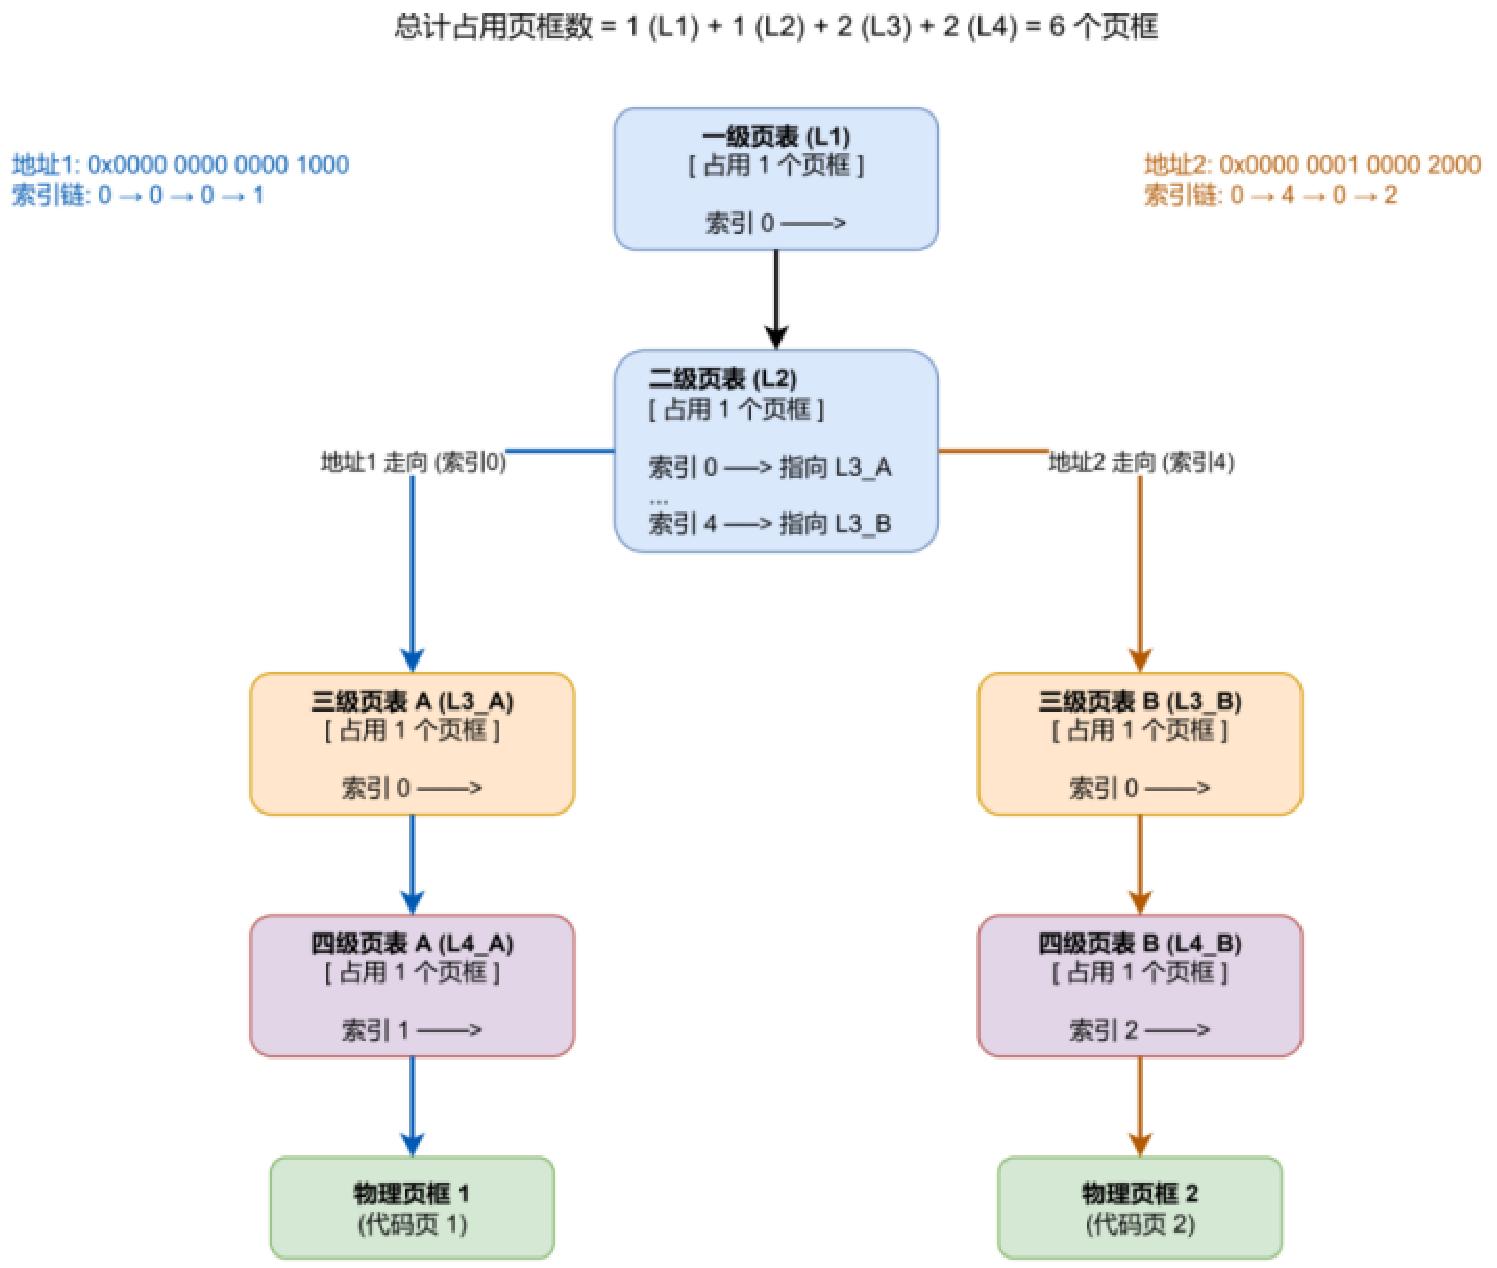 总计占用页框数 = 1 (L1) + 1 (L2) + 2 (L3) + 2 (L4) = 6 个页框
地址1: 0x0000 0000 0000 1000
索引链: 0 → 0 → 0 → 1
一级页表 (L1)
[ 占用 1 个页框 ]
索引 0 ——>
地址2: 0x0000 0001 0000 2000
索引链: 0 → 4 → 0 → 2
二级页表 (L2)
[ 占用 1 个页框 ]
索引 0 —> 指向 L3_A
...
索引 4 —> 指向 L3_B
地址1 走向 (索引0)
地址2 走向 (索引4)
三级页表 A (L3_A)
[ 占用 1 个页框 ]
索引 0 ——>
三级页表 B (L3_B)
[ 占用 1 个页框 ]
索引 0 ——>
四级页表 A (L4_A)
[ 占用 1 个页框 ]
索引 1 ——>
四级页表 B (L4_B)
[ 占用 1 个页框 ]
索引 2 ——>
物理页框 1
(代码页 1)
物理页框 2
(代码页 2)